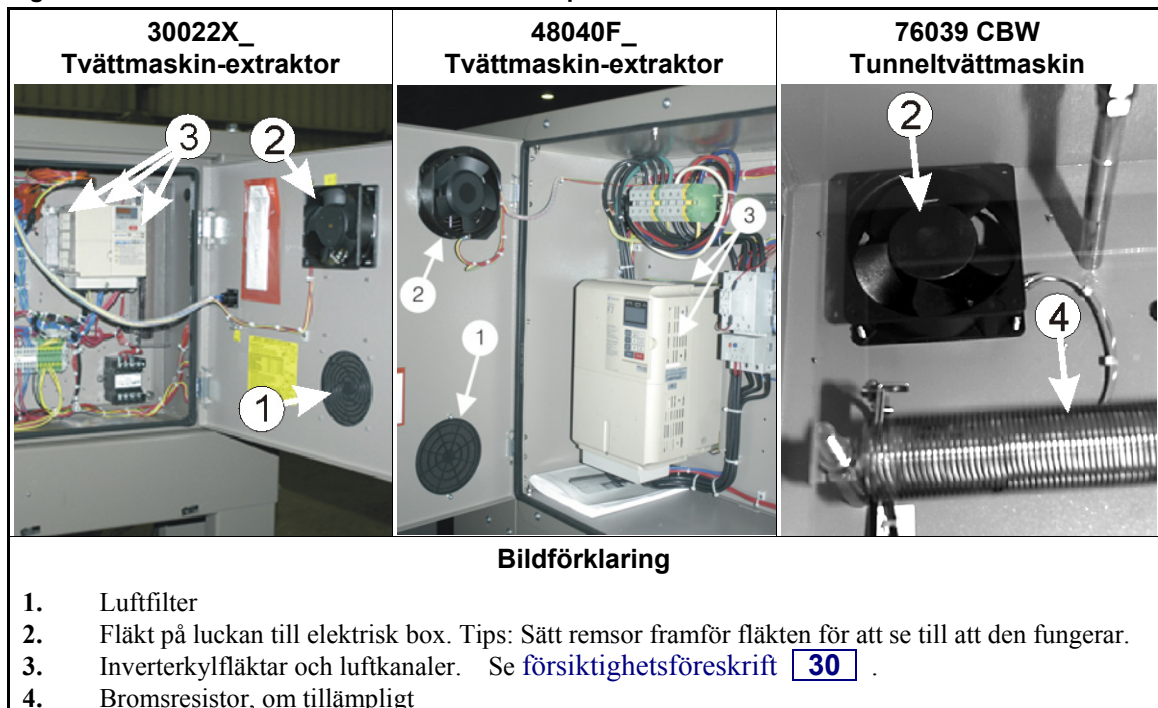 30022X_
Tvättmaskin-extraktor
48040F_
Tvättmaskin-extraktor
76039 CBW
Tunneltvättmaskin
3
2
1
2
3
1
2
4
Bildförklaring
1. Luftfilter
2. Fläkt på luckan till elektrisk box. Tips: Sätt remsor framför fläkten för att se till att den fungerar.
3. Inverterkylfläktar och luftkanaler. Se försiktighetsföreskrift 30 .
4. Bromsresistor, om tillämpligt